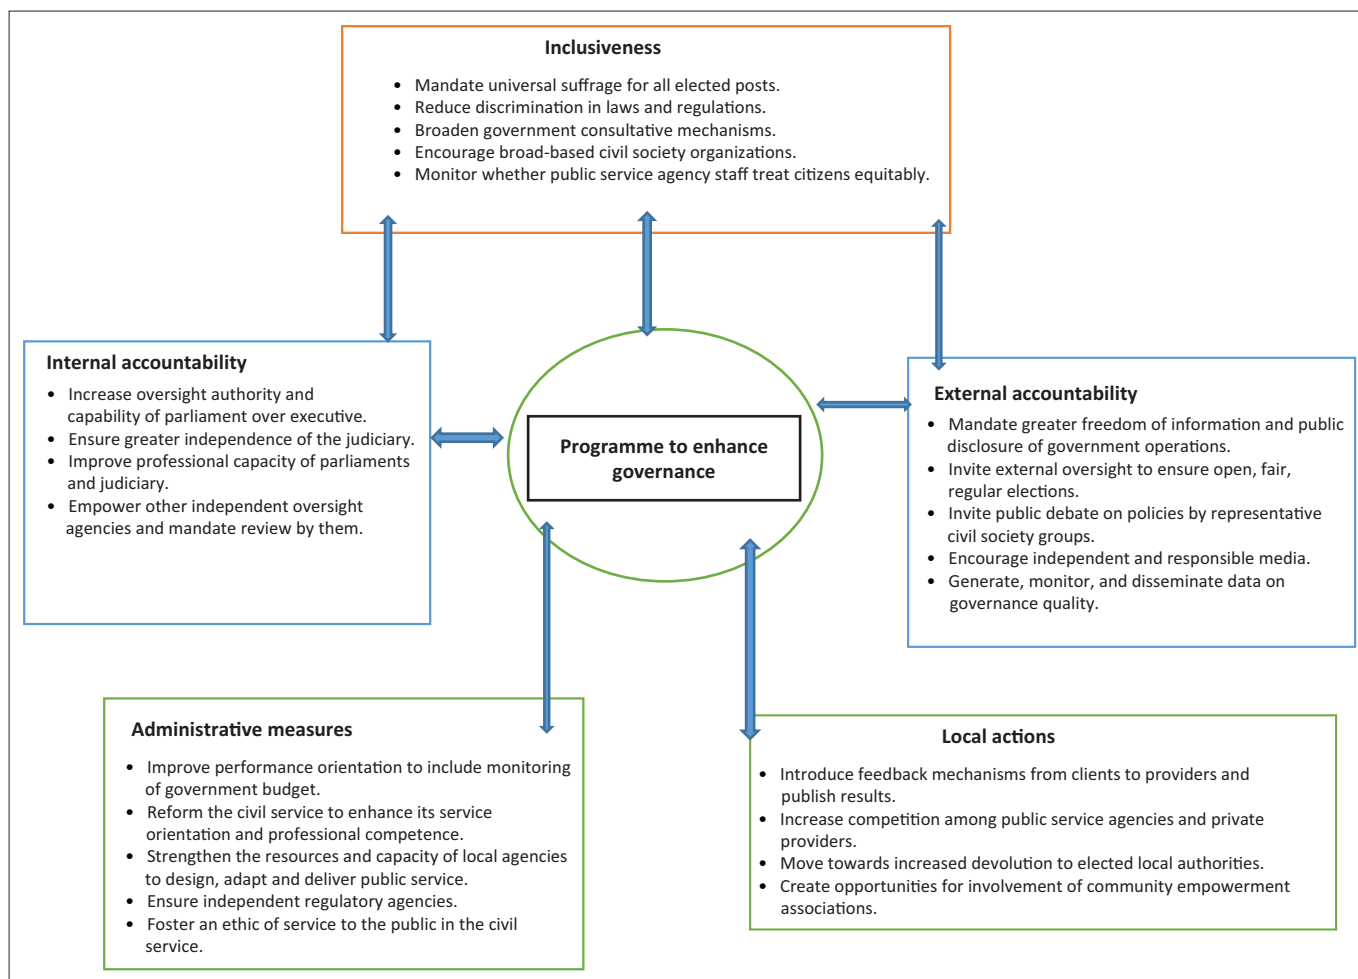 Inclusiveness
• Mandate universal suffrage for all elected posts.
• Reduce discrimination in laws and regulations.
• Broaden government consultative mechanisms.
• Encourage broad-based civil society organizations.
• Monitor whether public service agency staff treat citizens equitably.
Internal accountability
• Increase oversight authority and
capability of parliament over executive.
• Ensure greater independence of the judiciary.
• Improve professional capacity of parliaments
and judiciary.
• Empower other independent oversight
agencies and mandate review by them.
Programme to enhance
governance
External accountability
• Mandate greater freedom of information and public
disclosure of government operations.
• Invite external oversight to ensure open, fair,
regular elections.
• Invite public debate on policies by representative
civil society groups.
• Encourage independent and responsible media.
• Generate, monitor, and disseminate data on
governance quality.
Administrative measures
• Improve performance orientation to include monitoring
of government budget.
• Reform the civil service to enhance its service
orientation and professional competence.
• Strengthen the resources and capacity of local agencies
to design, adapt and deliver public service.
• Ensure independent regulatory agencies.
• Foster an ethic of service to the public in the civil
service.
Local actions
• Introduce feedback mechanisms from clients to providers and
publish results.
• Increase competition among public service agencies and private
providers.
• Move towards increased devolution to elected local authorities.
• Create opportunities for involvement of community empowerment
associations.